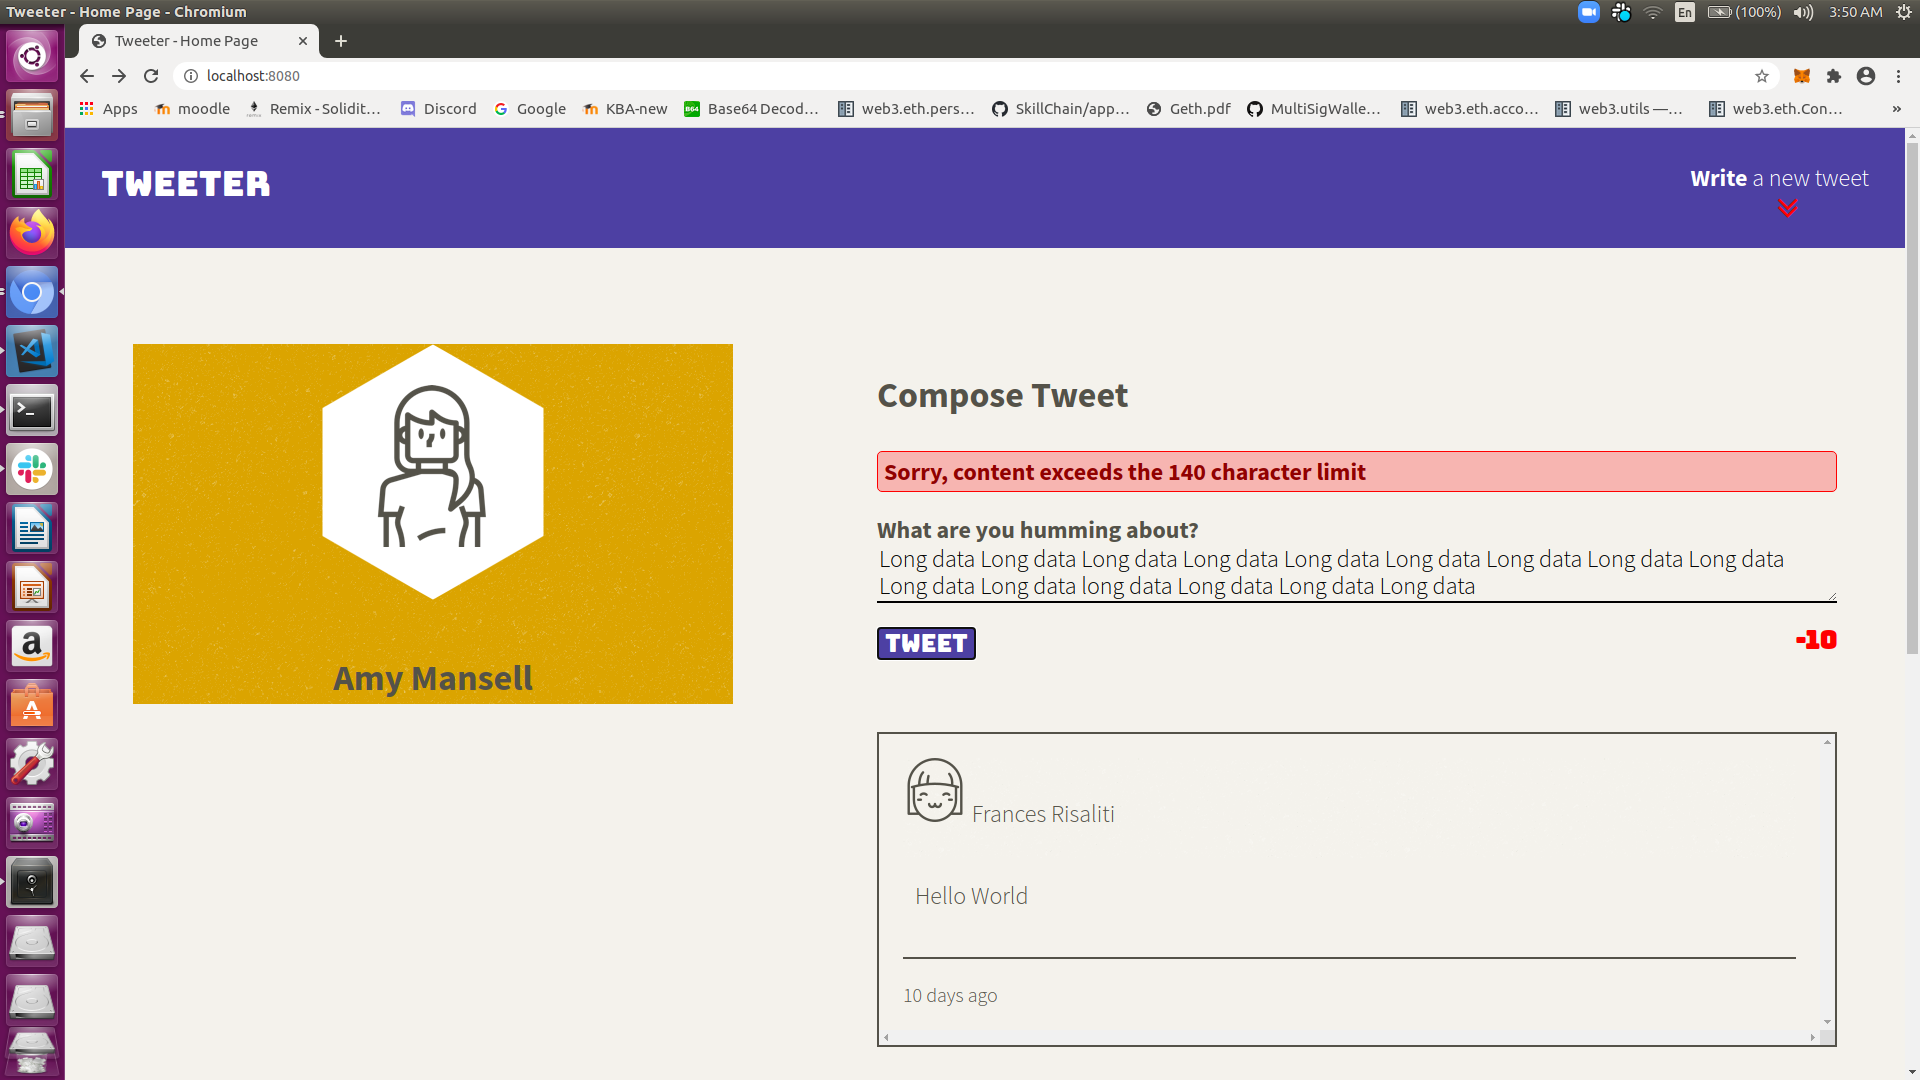 Tweeter - Home Page - Chromium
En (100%) 3:50 AM
Tweeter - Home Page
localhost:8080
Apps moodle Remix - Solidit... Discord Google KBA-new Base64 Decod... web3.eth.pers... SkillChain/app... Geth.pdf MultiSigWalle... web3.eth.acco... web3.utils —... web3.eth.Con... »
TWEETER
Write a new tweet
Compose Tweet
Sorry, content exceeds the 140 character limit
What are you humming about?
Long data Long data Long data Long data Long data Long data Long data Long data Long data
Long data Long data long data Long data Long data Long data
TWEET -10
Amy Mansell
Frances Risaliti
Hello World
10 days ago